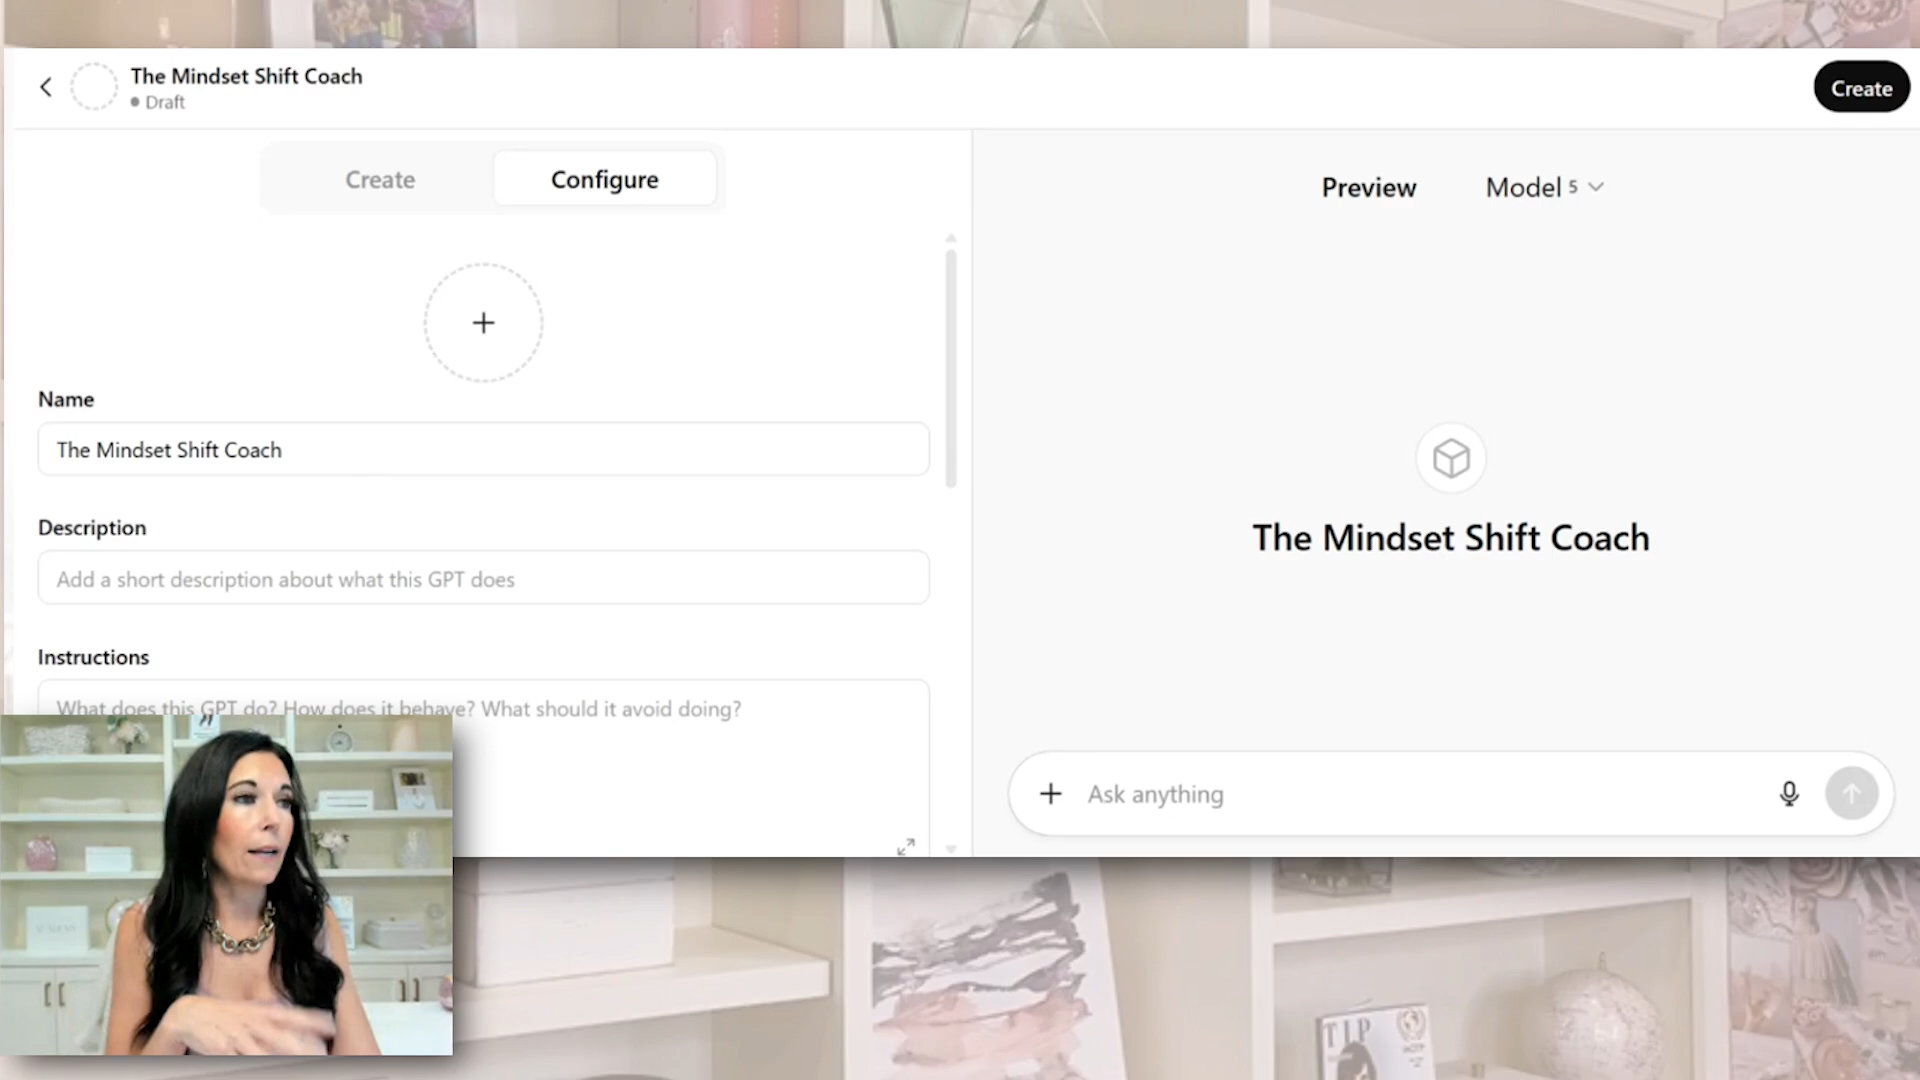 The Mindset Shift Coach
Draft
Create
Create
Configure
Preview
Model 5
Name
The Mindset Shift Coach
Description
Add a short description about what this GPT does
The Mindset Shift Coach
Instructions
What does this GPT do? How does it behave? What should it avoid doing?
Ask anything